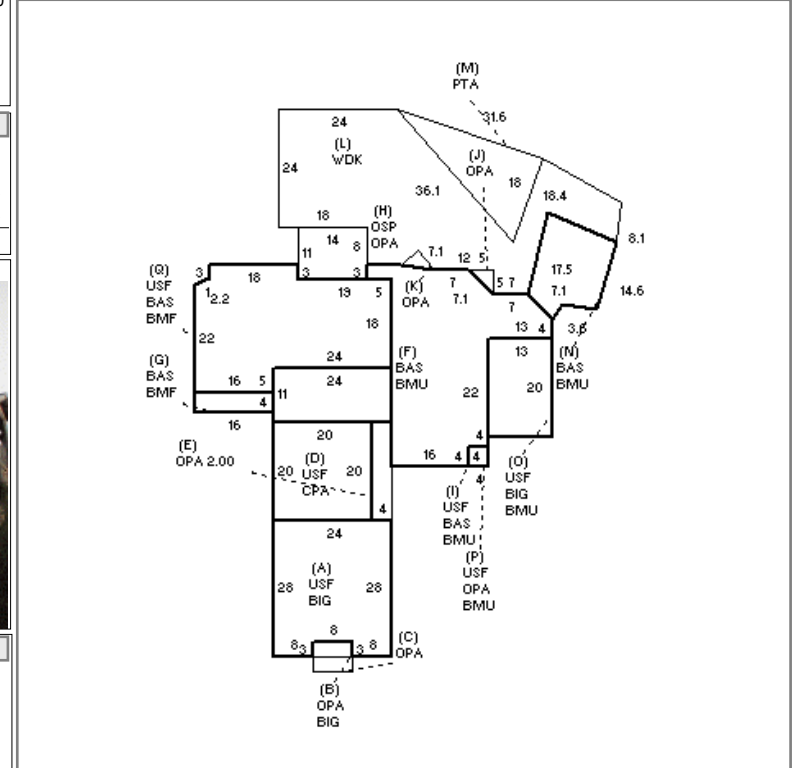 (M)
PTA
31.6
24
(L)
WDK
(J)
OPA
24
18
36.1
18.4
18
(H)
OSP
OPA
14
8
11
7.1
12 5
8.1
(Q)
USF
BAS
BMF
3
18
3
3
(K)
OPA
7
7.1
5 7
7
17.5
7.1
14.6
1
2.2
19
5
18
13 4
3.6
22
24
(F)
BAS
BMU
13
(N)
BAS
BMU
(G)
BAS
BMF
16 5
24
11
4
22
20
16
20
(E)
OPA 2.00
(D)
USF
CPA
20
20
4
16 4
4
4
(O)
USF
BIG
BMU
(I)
USF
BAS
BMU
4
24
(P)
USF
OPA
BMU
(A)
USF
BIG
28
28
8
8
3
3
8
(C)
OPA
(B)
OPA
BIG